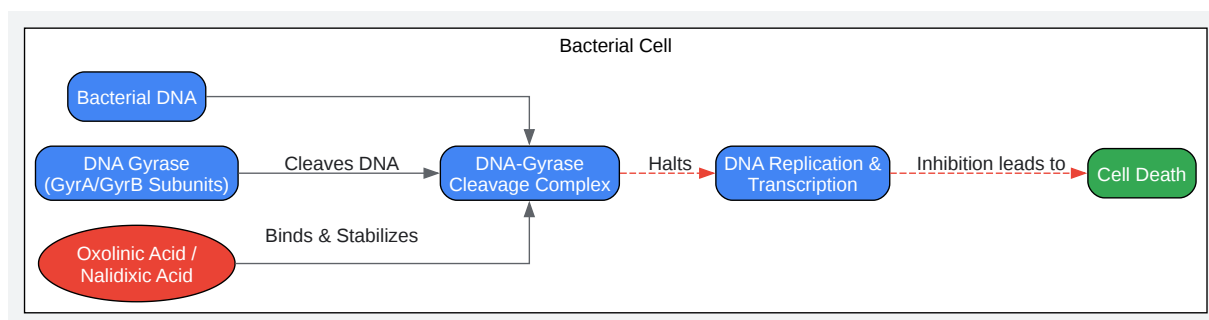 Bacterial Cell
Bacterial DNA
DNA Gyrase
(GyrA/GyrB Subunits)
Cleaves DNA
DNA-Gyrase
Cleavage Complex
Halts
DNA Replication &
Transcription
Inhibition leads to
Cell Death
Oxolinic Acid /
Nalidixic Acid
Binds & Stabilizes